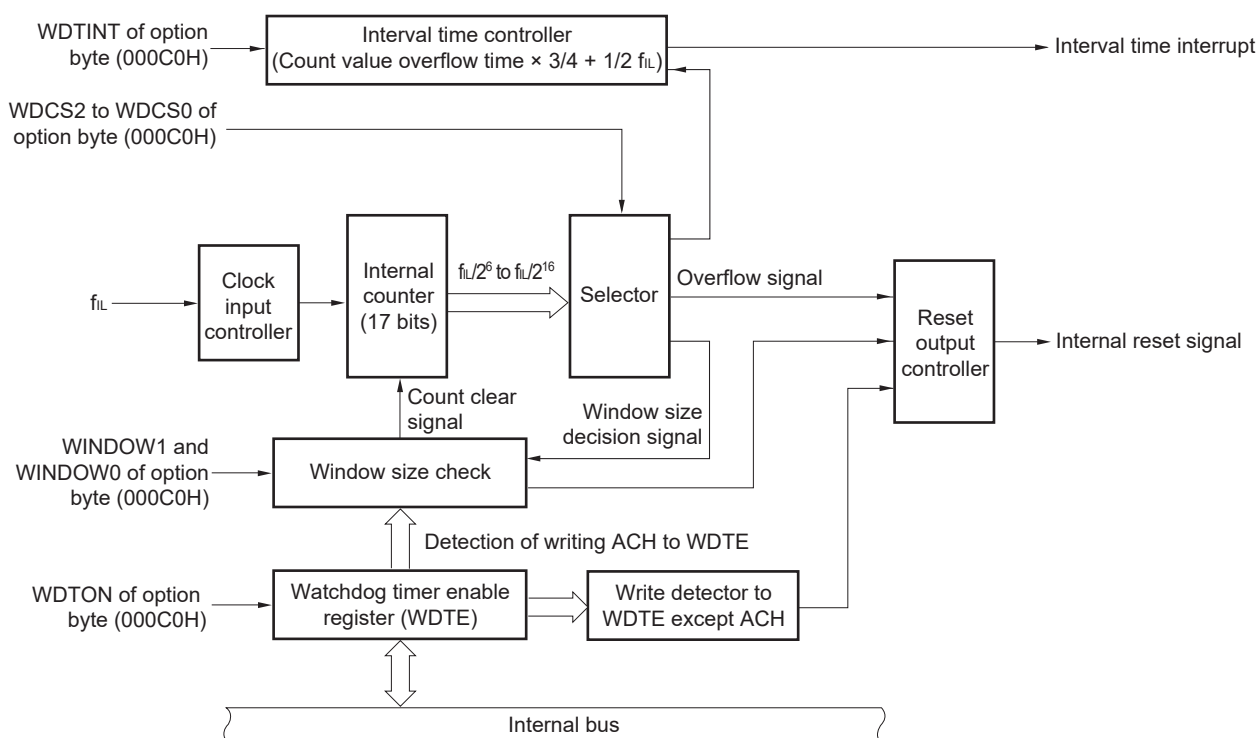 WDTINT of option
byte (000C0H)
Interval time controller
(Count value overflow time × 3/4 + 1/2 fIL)
Interval time interrupt
WDCS2 to WDCS0 of
option byte (000C0H)
fIL
Clock
input
controller
Internal
counter
(17 bits)
fIL/2⁶ to fIL/2¹⁶
Selector
Overflow signal
Reset
output
controller
Internal reset signal
Count clear
signal
Window size
decision signal
WINDOW1 and
WINDOW0 of option
byte (000C0H)
Window size check
Detection of writing ACH to WDTE
WDTON of option
byte (000C0H)
Watchdog timer enable
register (WDTE)
Write detector to
WDTE except ACH
Internal bus